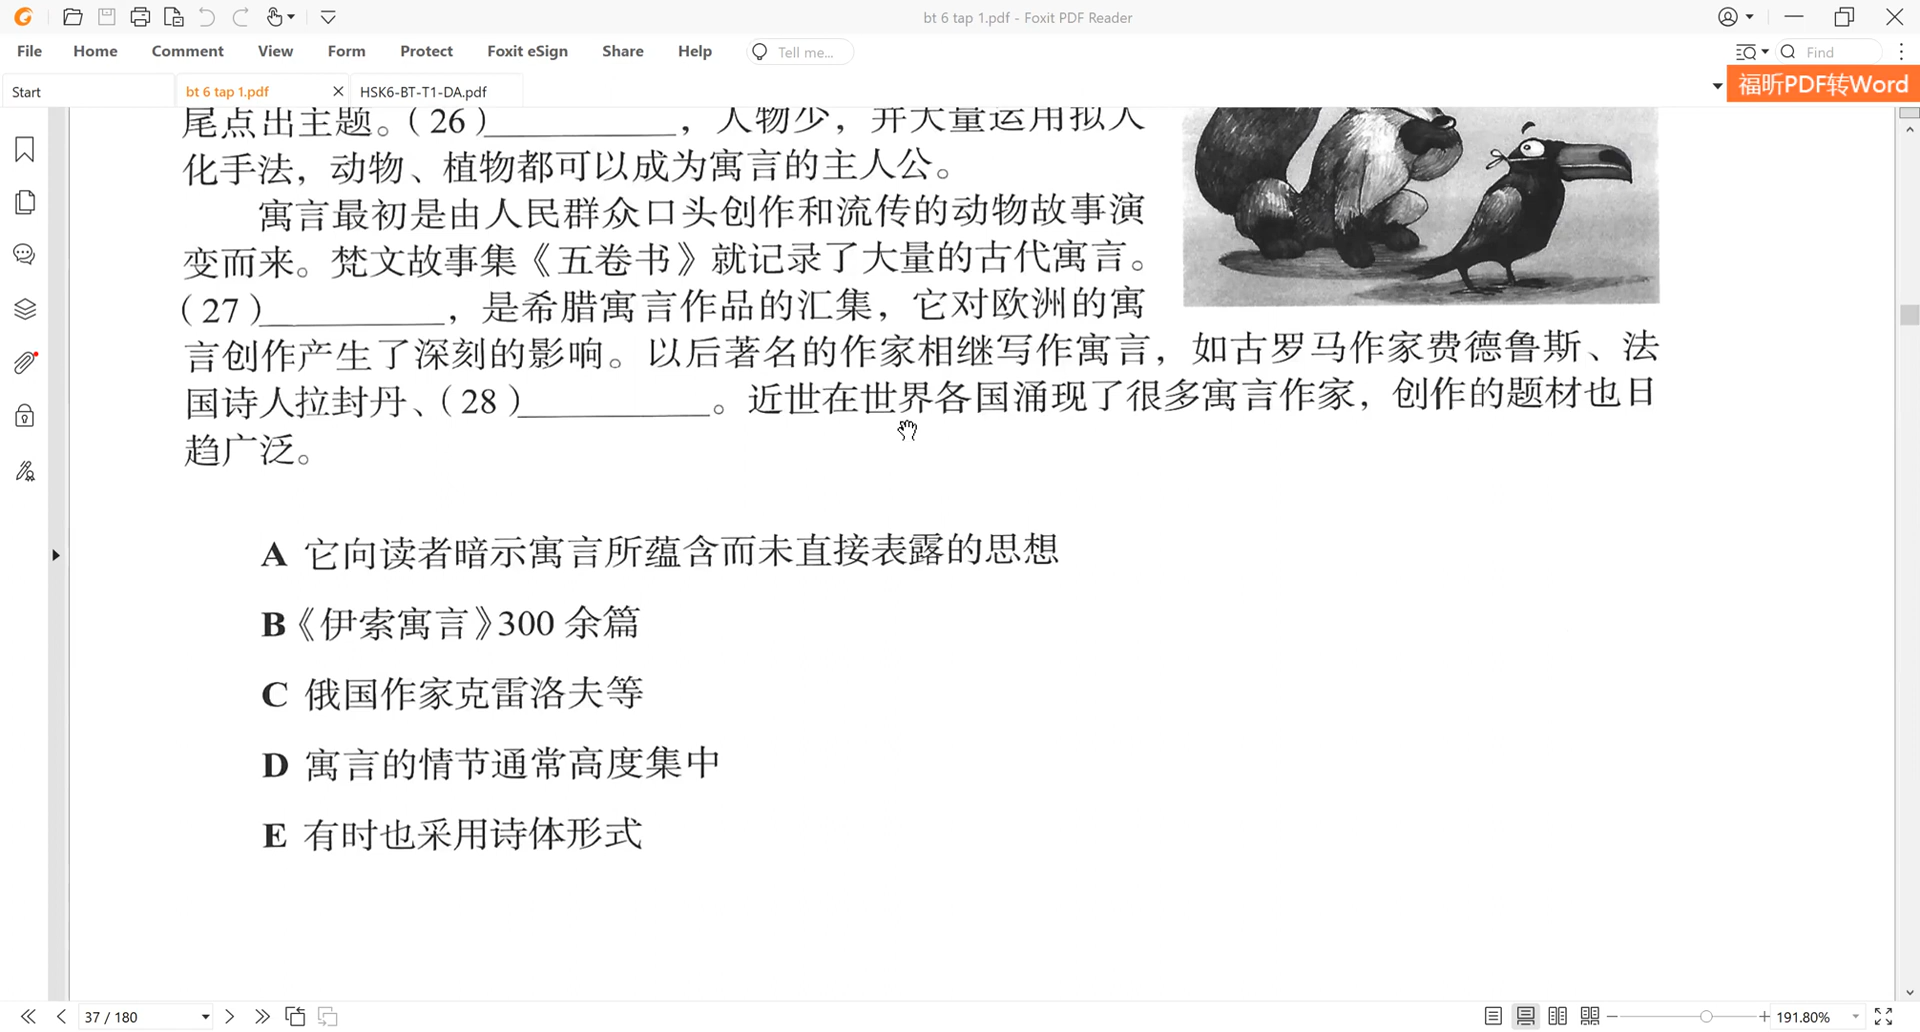 bt 6 tap 1.pdf - Foxit PDF Reader
File Home Comment View Form Protect Foxit eSign Share Help Tell me... Find
Start bt 6 tap 1.pdf HSK6-BT-T1-DA.pdf 福昕PDF转Word
尾点出主题。（26）__________，人物少，并大量运用拟人
化手法，动物、植物都可以成为寓言的主人公。
寓言最初是由人民群众口头创作和流传的动物故事演
变而来。梵文故事集《五卷书》就记录了大量的古代寓言。
（27）__________，是希腊寓言作品的汇集，它对欧洲的寓
言创作产生了深刻的影响。以后著名的作家相继写作寓言，如古罗马作家费德鲁斯、法
国诗人拉封丹、（28）__________。近世在世界各国涌现了很多寓言作家，创作的题材也日
趋广泛。
A 它向读者暗示寓言所蕴含而未直接表露的思想
B《伊索寓言》300 余篇
C 俄国作家克雷洛夫等
D 寓言的情节通常高度集中
E 有时也采用诗体形式
37 / 180 191.80%